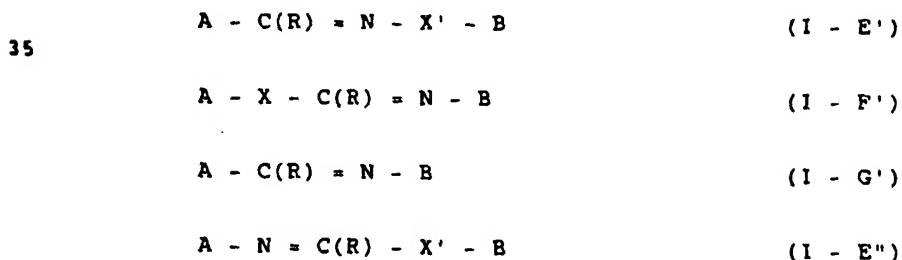 A - C(R) = N - X' - B (I - E')
35
A - X - C(R) = N - B (I - F')
A - C(R) = N - B (I - G')
A - N = C(R) - X' - B (I - E")